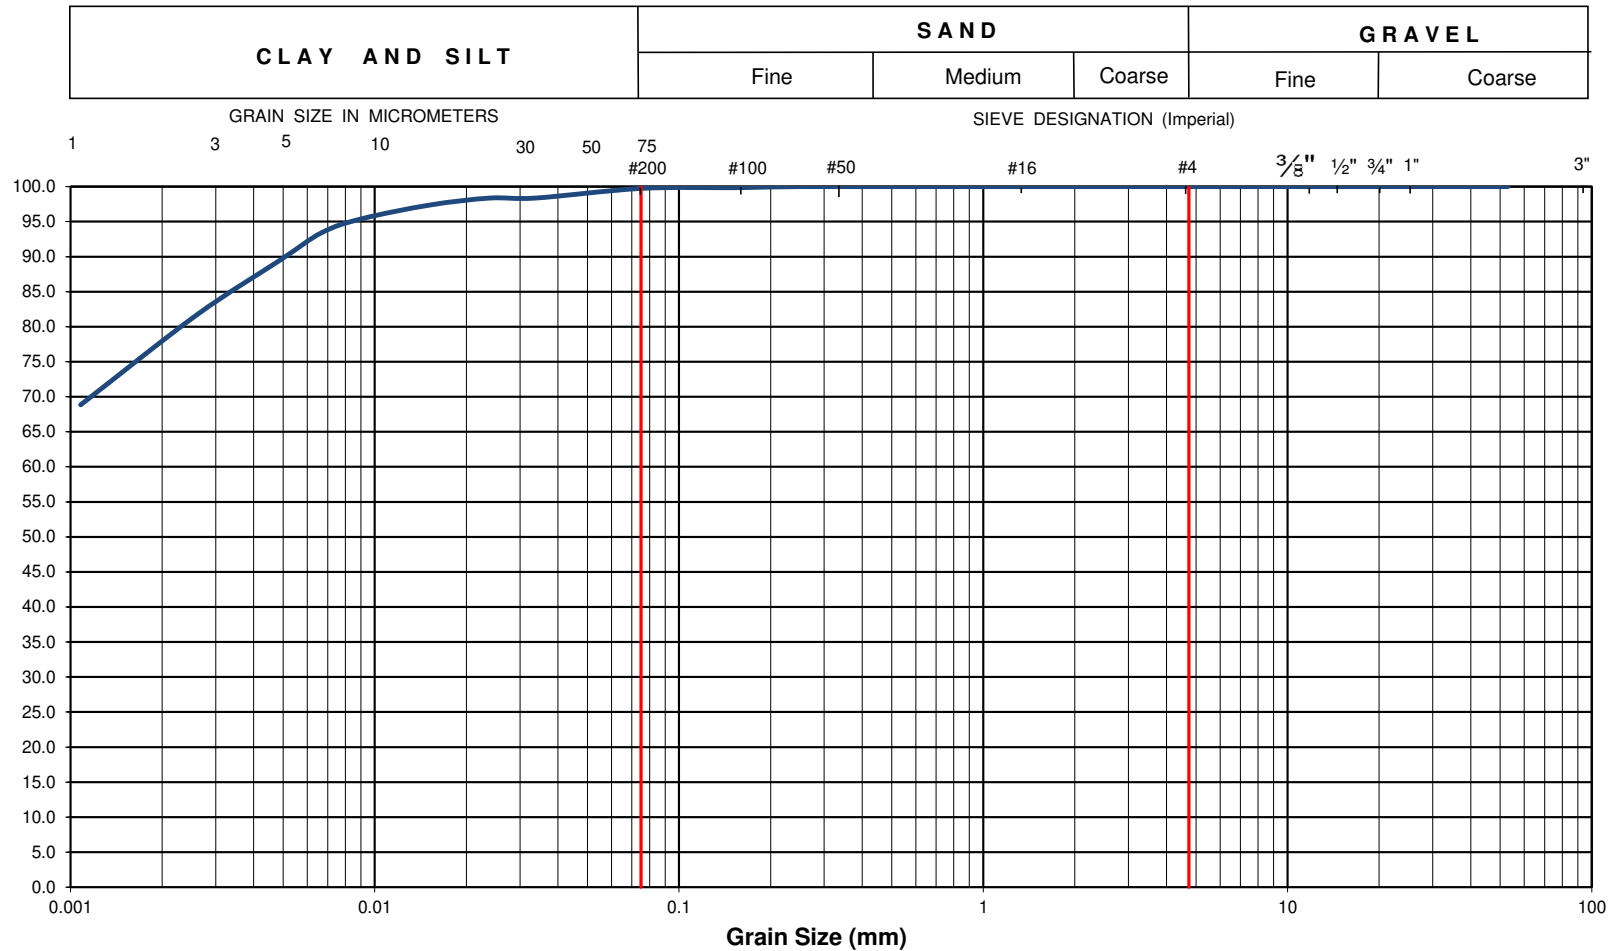 SAND
GRAVEL
CLAY AND SILT
Fine Medium Coarse Fine Coarse
GRAIN SIZE IN MICROMETERS SIEVE DESIGNATION (Imperial)
1 3 5 10 30 50 75
#200 #100 #50 #16 #4 3/8" ½" ¾" 1" 3"
100.0
95.0
90.0
85.0
80.0
75.0
70.0
65.0
60.0
55.0
50.0
45.0
40.0
35.0
30.0
25.0
20.0
15.0
10.0
5.0
0.0
0.001 0.01 0.1 1 10 100
Grain Size (mm)